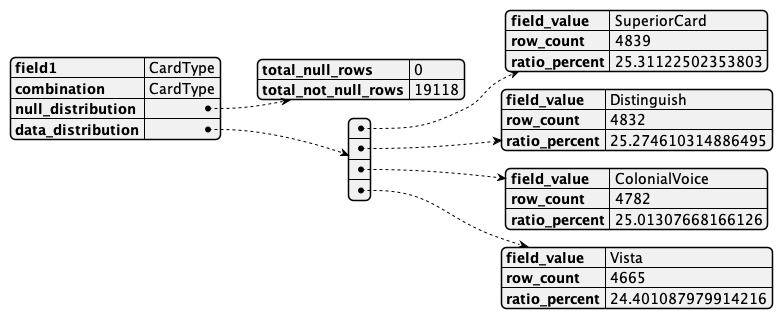 field1 CardType
combination CardType
null_distribution
data_distribution
total_null_rows 0
total_not_null_rows 19118
field_value SuperiorCard
row_count 4839
ratio_percent 25.31122502353803
field_value Distinguish
row_count 4832
ratio_percent 25.274610314886495
field_value ColonialVoice
row_count 4782
ratio_percent 25.01307668166126
field_value Vista
row_count 4665
ratio_percent 24.401087979914216